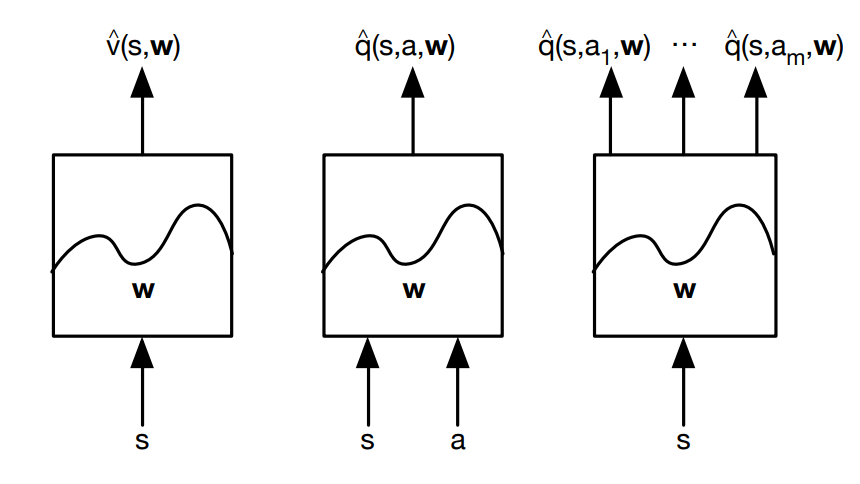 v̂(s,w) q̂(s,a,w) q̂(s,a₁,w) ··· q̂(s,aₘ,w)
w w w
s s a s